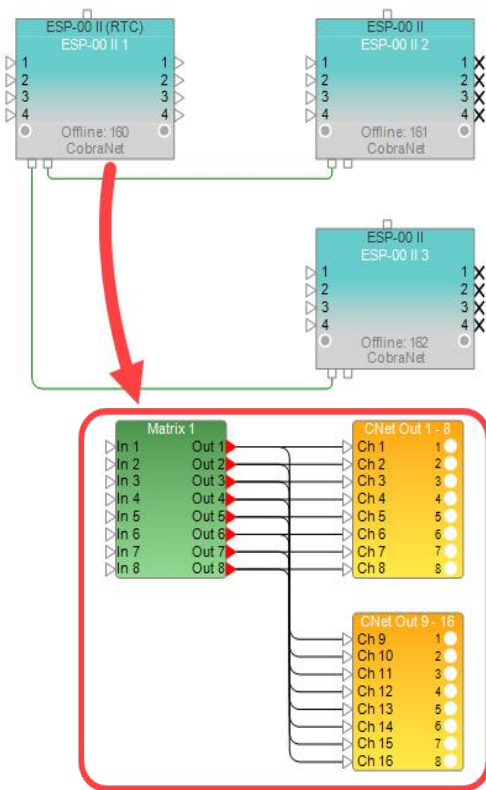 ESP-00 II (RTC)
ESP-00 II 1
1 1
2 2
3 3
4 4
Offline: 160
CobraNet
ESP-00 II
ESP-00 II 2
1 1
2 2
3 3
4 4
Offline: 161
CobraNet
ESP-00 II
ESP-00 II 3
1 1
2 2
3 3
4 4
Offline: 162
CobraNet
Matrix 1
In 1 Out 1
In 2 Out 2
In 3 Out 3
In 4 Out 4
In 5 Out 5
In 6 Out 6
In 7 Out 7
In 8 Out 8
CNet Out 1 - 8
Ch 1 1
Ch 2 2
Ch 3 3
Ch 4 4
Ch 5 5
Ch 6 6
Ch 7 7
Ch 8 8
CNet Out 9 - 16
Ch 9 1
Ch 10 2
Ch 11 3
Ch 12 4
Ch 13 5
Ch 14 6
Ch 15 7
Ch 16 8